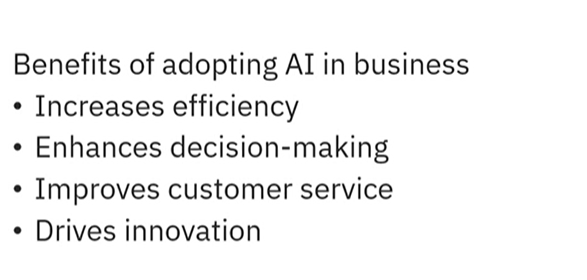 Benefits of adopting AI in business
• Increases efficiency
• Enhances decision-making
• Improves customer service
• Drives innovation